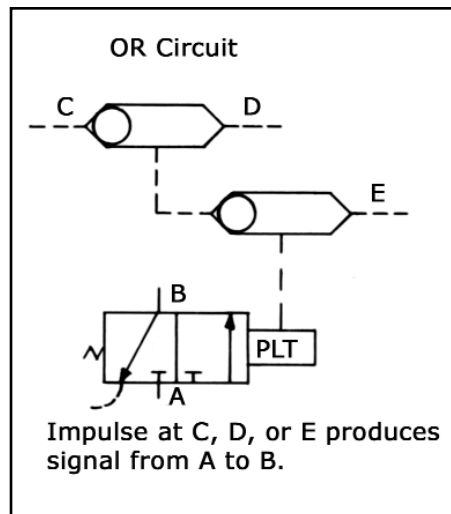 OR Circuit
C
D
E
B
PLT
A
Impulse at C, D, or E produces
signal from A to B.